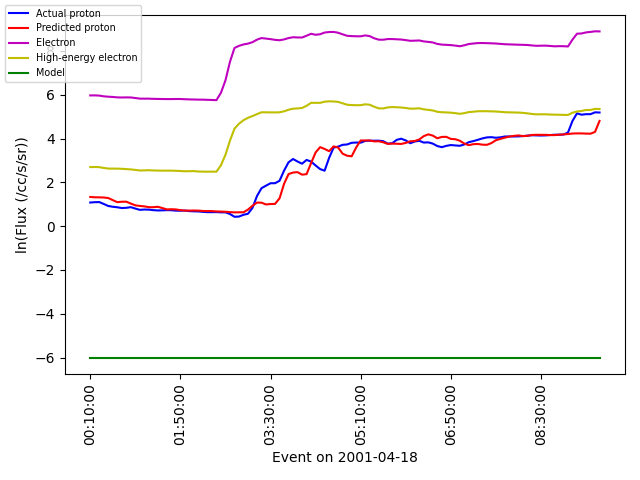 Actual proton
Predicted proton
Electron
High-energy electron
Model
8
6
4
2
0
−2
−4
−6
ln(Flux (/cc/s/sr))
00:10:00
01:50:00
03:30:00
05:10:00
06:50:00
08:30:00
Event on 2001-04-18